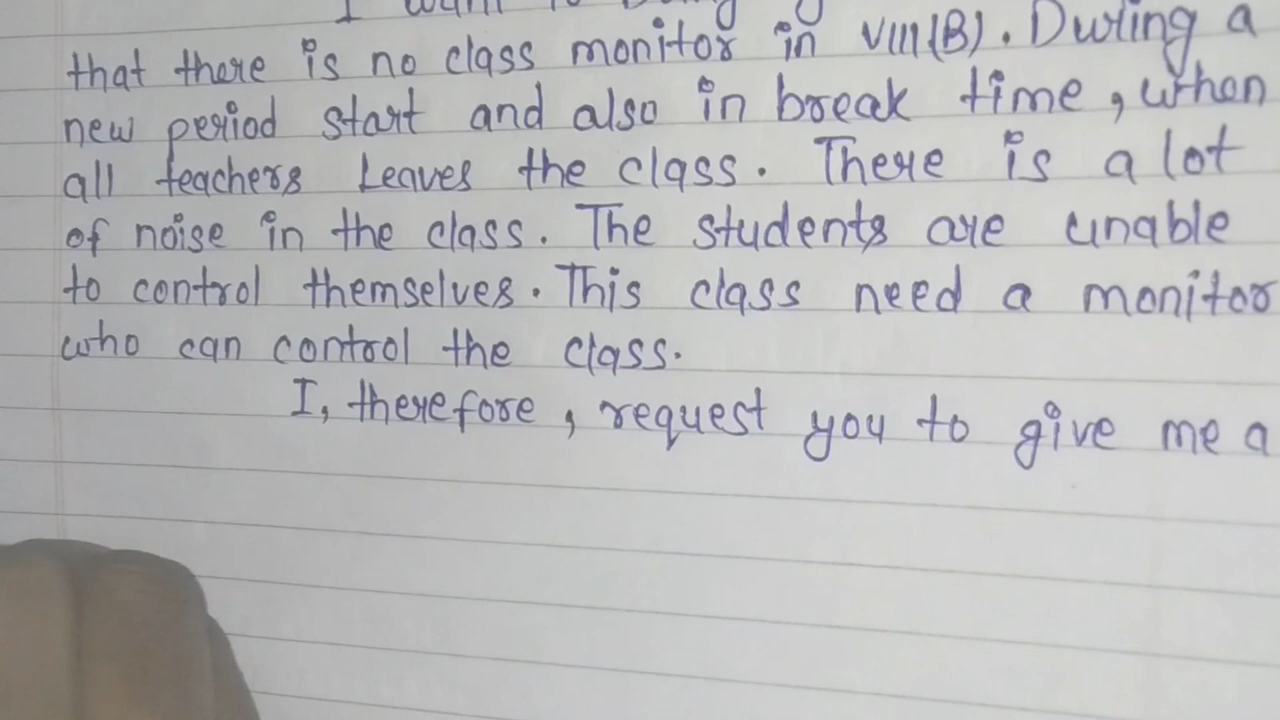 I want to
that there is no class monitor in VIII(B). During a
new period start and also in break time, when
all teachers Leaves the class. There is a lot
of noise in the class. The students are unable
to control themselves. This class need a monitor
who can control the class.
I, therefore, request you to give me a